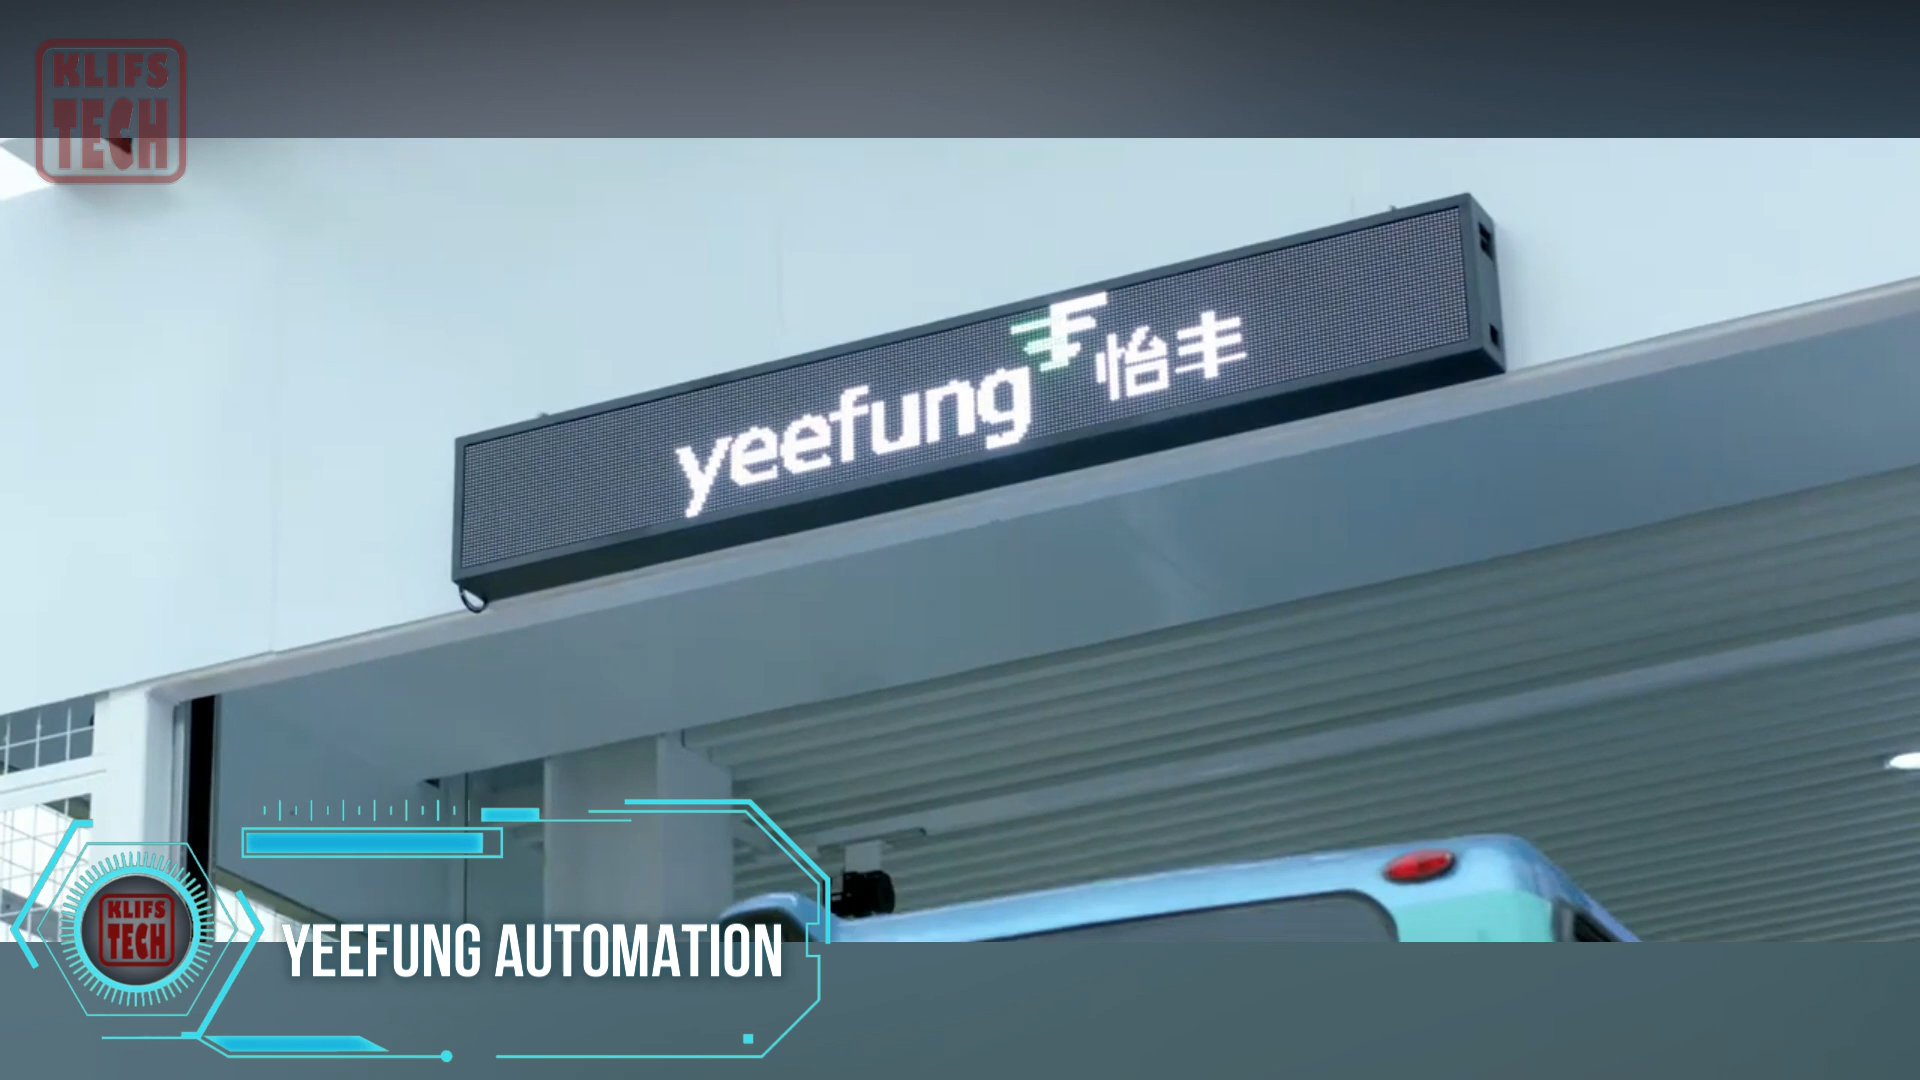 KLIFS
TECH
yeefung 怡丰
KLIFS
TECH
YEEFUNG AUTOMATION